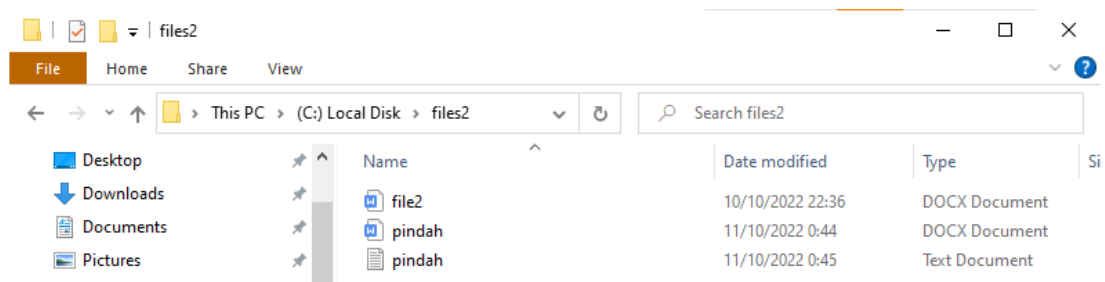 files2
File Home Share View
This PC > (C:) Local Disk > files2 Search files2
Desktop Name Date modified Type Si
Downloads file2 10/10/2022 22:36 DOCX Document
Documents pindah 11/10/2022 0:44 DOCX Document
Pictures pindah 11/10/2022 0:45 Text Document